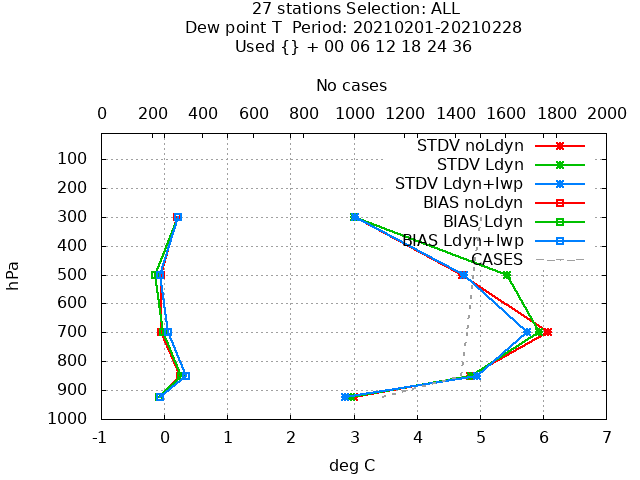 27 stations Selection: ALL
Dew point T  Period: 20210201-20210228
Used {} + 00 06 12 18 24 36
No cases
0 200 330 400 600 800 1000 1200 1400 1600 1800 2000
STDV noLdyn
100
STDV Ldyn
STDV Ldyn+lwp
200
BIAS noLdyn
300
BIAS Ldyn
BIAS Ldyn+lwp
400
CASES
500
hPa
600
700
800
900
1000
-1 0 1 2 3 4 5 6 7
deg C